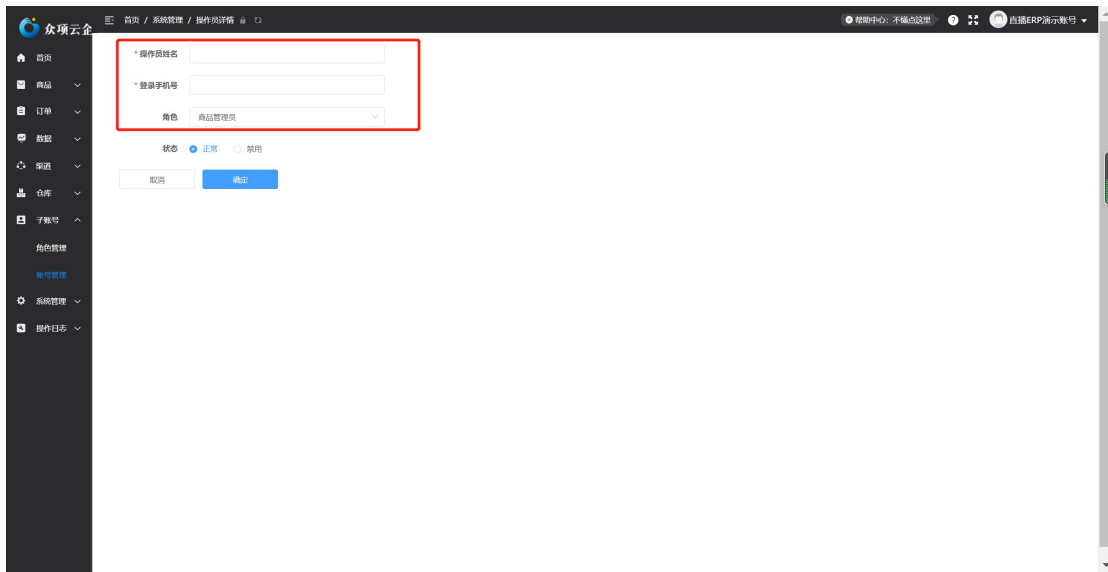 众项云企
首页 / 系统管理 / 操作员详情
帮助中心：不懂点这里
直播ERP演示账号
首页
商品
订单
数据
渠道
仓库
子账号
角色管理
账号管理
系统管理
操作日志
* 操作员姓名
* 登录手机号
角色 商品管理员
状态 正常 禁用
取消 确定